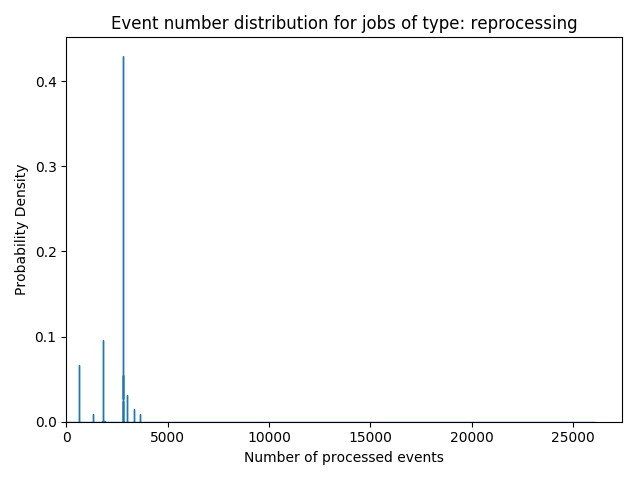 Event number distribution for jobs of type: reprocessing
Probability Density
0.4
0.3
0.2
0.1
0.0
0 5000 10000 15000 20000 25000
Number of processed events